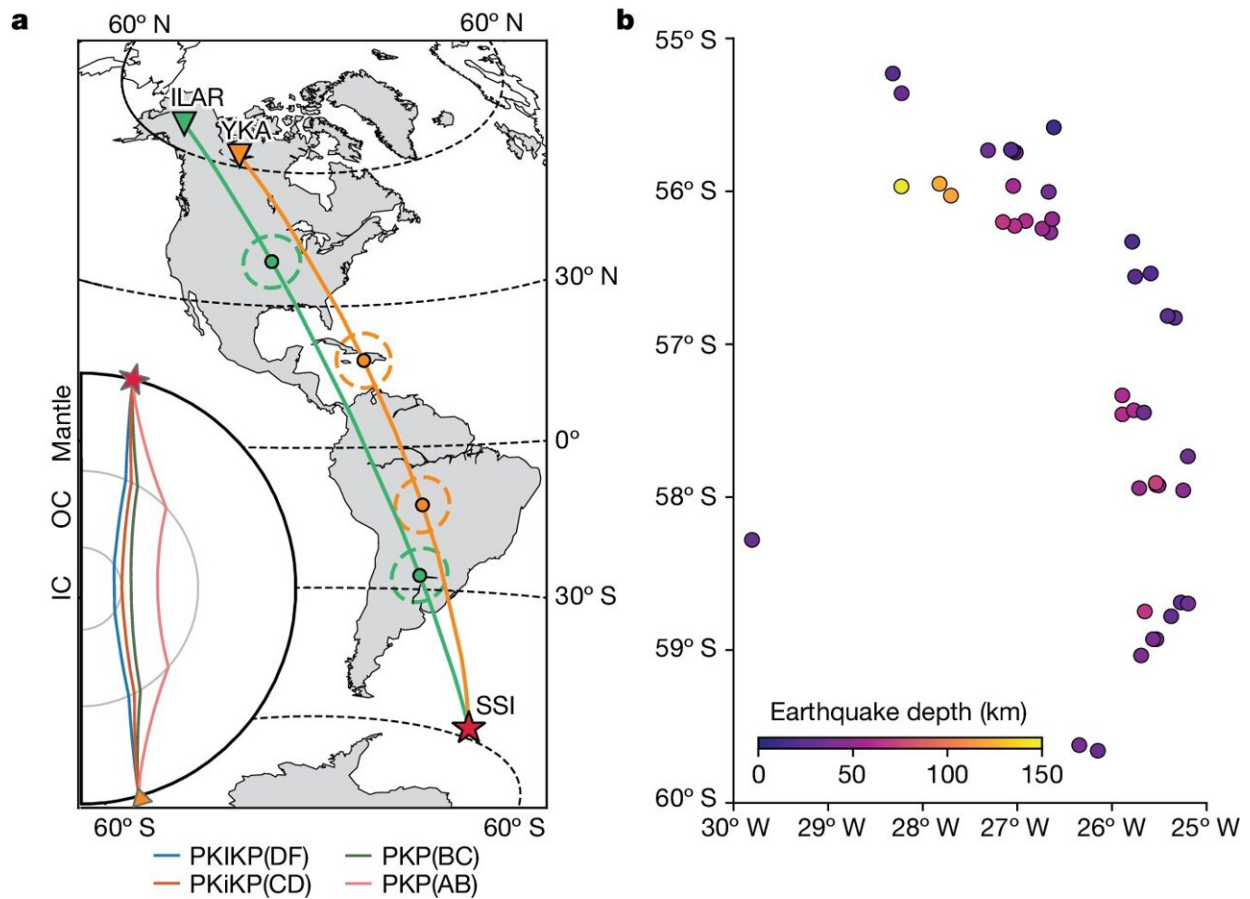 a
60° N
60° N
ILAR
YKA
30° N
0°
30° S
SSI
Mantle
OC
IC
60° S
60° S
PKIKP(DF)
PKP(BC)
PKiKP(CD)
PKP(AB)
b
55° S
56° S
57° S
58° S
59° S
60° S
Earthquake depth (km)
0 50 100 150
30° W 29° W 28° W 27° W 26° W 25° W